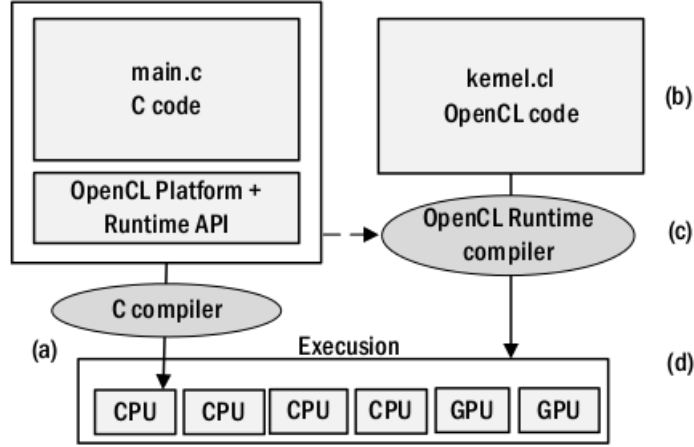 main.c
C code
OpenCL Platform +
Runtime API
kernel.cl
OpenCL code
(b)
OpenCL Runtime
compiler
(c)
C compiler
(a)
Execusion
(d)
CPU CPU CPU CPU GPU GPU